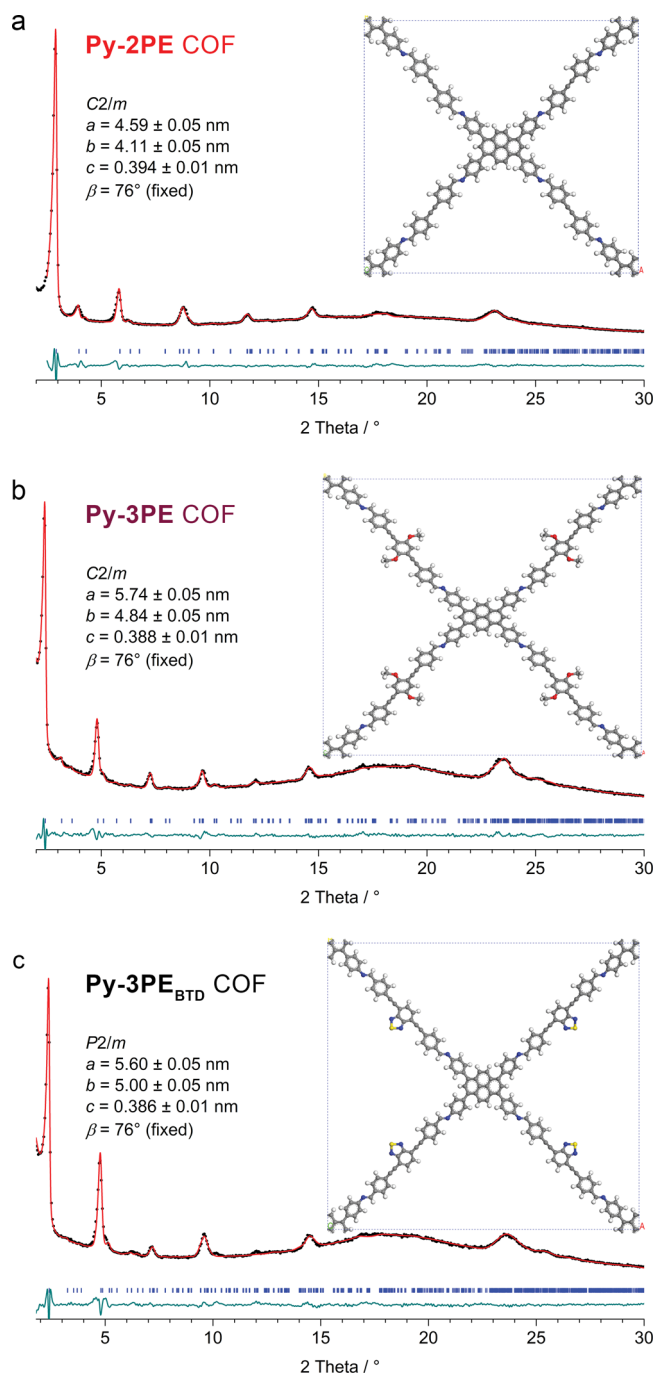 a
Py-2PE COF
C2/m
a = 4.59 ± 0.05 nm
b = 4.11 ± 0.05 nm
c = 0.394 ± 0.01 nm
β = 76° (fixed)
A
5 10 15 20 25 30
2 Theta / °
b
Py-3PE COF
C2/m
a = 5.74 ± 0.05 nm
b = 4.84 ± 0.05 nm
c = 0.388 ± 0.01 nm
β = 76° (fixed)
A
5 10 15 20 25 30
2 Theta / °
c
Py-3PE_BTD COF
P2/m
a = 5.60 ± 0.05 nm
b = 5.00 ± 0.05 nm
c = 0.386 ± 0.01 nm
β = 76° (fixed)
A
5 10 15 20 25 30
2 Theta / °